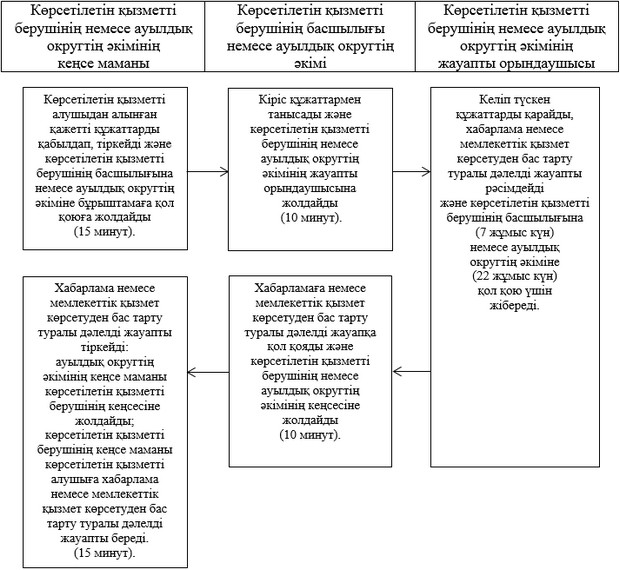 Көрсетілетін қызметті
берушінің немесе ауылдық
округтің әкімінің
кеңсе маманы
Көрсетілетін қызметті
берушінің басшылығы
немесе ауылдық округтің
әкімі
Көрсетілетін қызметті
берушінің немесе ауылдық
округтің әкімінің
жауапты орындаушысы
Көрсетілетін қызметті
алушыдан алынған
қажетті құжаттарды
қабылдап, тіркейді және
көрсетілетін қызметті
берушінің басшылығына
немесе ауылдық округтің
әкіміне бұрыштамаға қол
қоюға жолдайды
(15 минут).
Кіріс құжаттармен
танысады және
көрсетілетін қызметті
берушінің немесе
ауылдық округтің
әкімінің жауапты
орындаушысына
жолдайды
(10 минут).
Келіп түскен
құжаттарды қарайды,
хабарлама немесе
мемлекеттік қызмет
көрсетуден бас тарту
туралы дәлелді жауапты
рәсімдейді
және көрсетілетін қызметті
берушінің басшылығына
(7 жұмыс күн)
немесе ауылдық
округтің әкіміне
(22 жұмыс күн)
қол қою үшін
жібереді.
Хабарламаға немесе
мемлекеттік қызмет
көрсетуден бас тарту
туралы дәлелді жауапқа
қол қояды және
көрсетілетін қызметті
берушінің немесе
ауылдық округтің
әкімінің кеңсесіне
жолдайды
(10 минут).
Хабарлама немесе
мемлекеттік қызмет
көрсетуден бас тарту
туралы дәлелді жауапты
тіркейді:
ауылдық округтің
әкімінің кеңсе маманы
көрсетілетін қызметті
берушінің кеңсесіне
жолдайды;
көрсетілетін қызметті
берушінің кеңсе маманы
көрсетілетін қызметті
алушыға хабарлама
немесе мемлекеттік
қызмет көрсетуден бас
тарту туралы дәлелді
жауапты береді.
(15 минут).